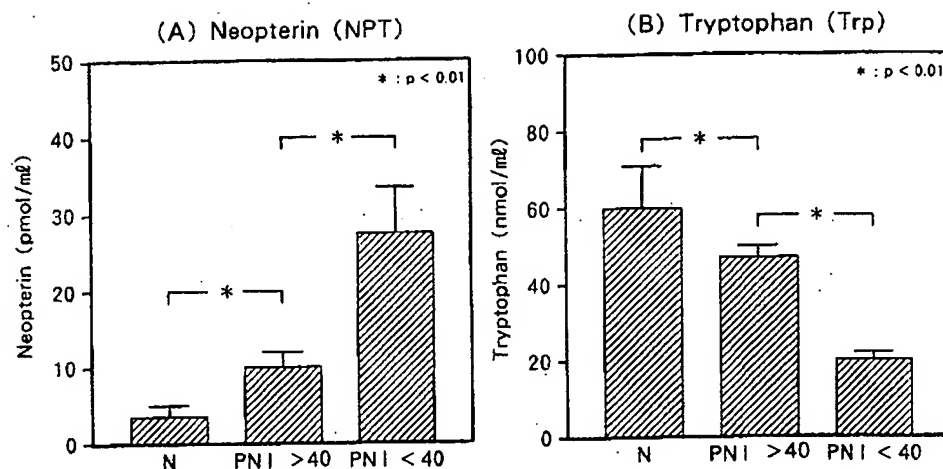 (A) Neopterin (NPT)
* : p < 0.01
50
40
30
20
10
0
Neopterin (pmol/mℓ)
*
*
N
PNI >40
PNI <40
(B) Tryptophan (Trp)
* : p < 0.01
100
80
60
40
20
0
Tryptophan (nmol/mℓ)
*
*
N
PNI >40
PNI <40